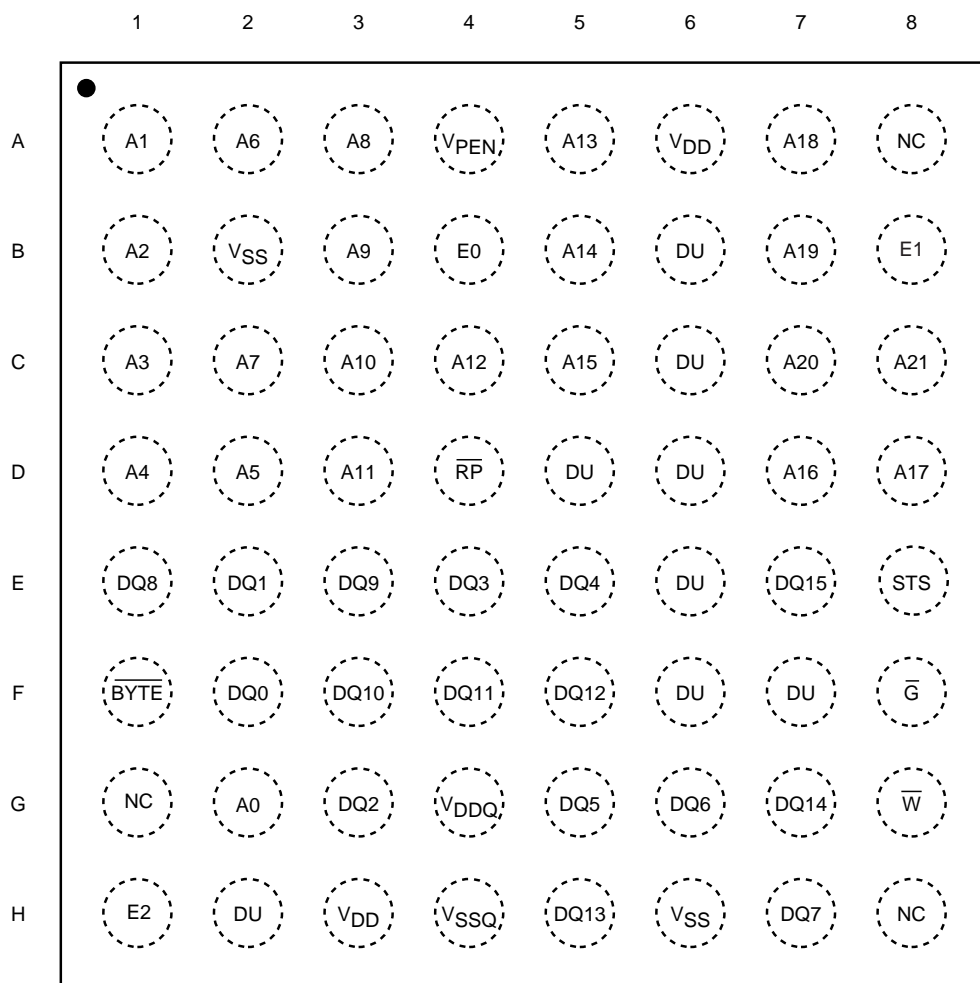 1 2 3 4 5 6 7 8
A A1 A6 A8 VPEN A13 VDD A18 NC
B A2 VSS A9 E0 A14 DU A19 E1
C A3 A7 A10 A12 A15 DU A20 A21
D A4 A5 A11 R̅P̅ DU DU A16 A17
E DQ8 DQ1 DQ9 DQ3 DQ4 DU DQ15 STS
F B̅Y̅T̅E̅ DQ0 DQ10 DQ11 DQ12 DU DU G̅
G NC A0 DQ2 VDDQ DQ5 DQ6 DQ14 W̅
H E2 DU VDD VSSQ DQ13 VSS DQ7 NC